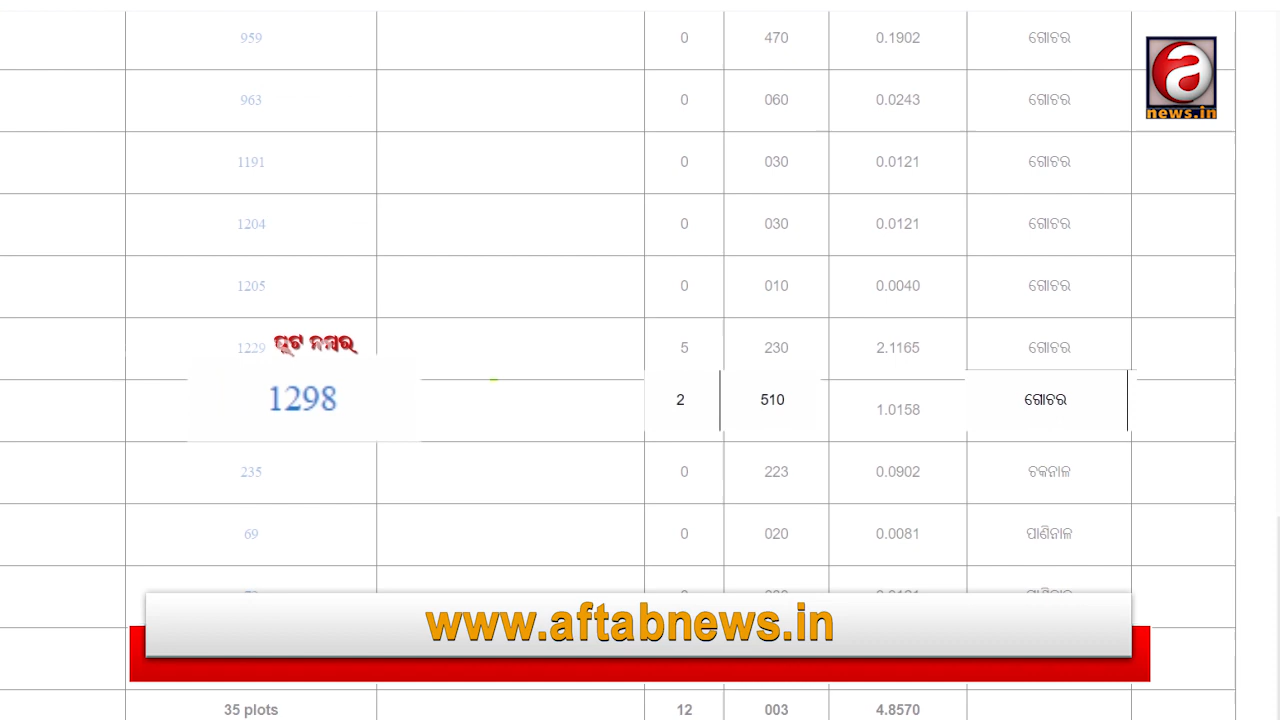 959 0 470 0.1902 ଗୋଚର
news.in
963 0 060 0.0243 ଗୋଚର
1191 0 030 0.0121 ଗୋଚର
1204 0 030 0.0121 ଗୋଚର
1205 0 010 0.0040 ଗୋଚର
1229 ପ୍ଲଟ ନମ୍ବର 5 230 2.1165 ଗୋଚର
1298 2 510 1.0158 ଗୋଚର
235 0 223 0.0902 ଚକନାଳ
69 0 020 0.0081 ପାଣିନାଳ
www.aftabnews.in
35 plots 12 003 4.8570